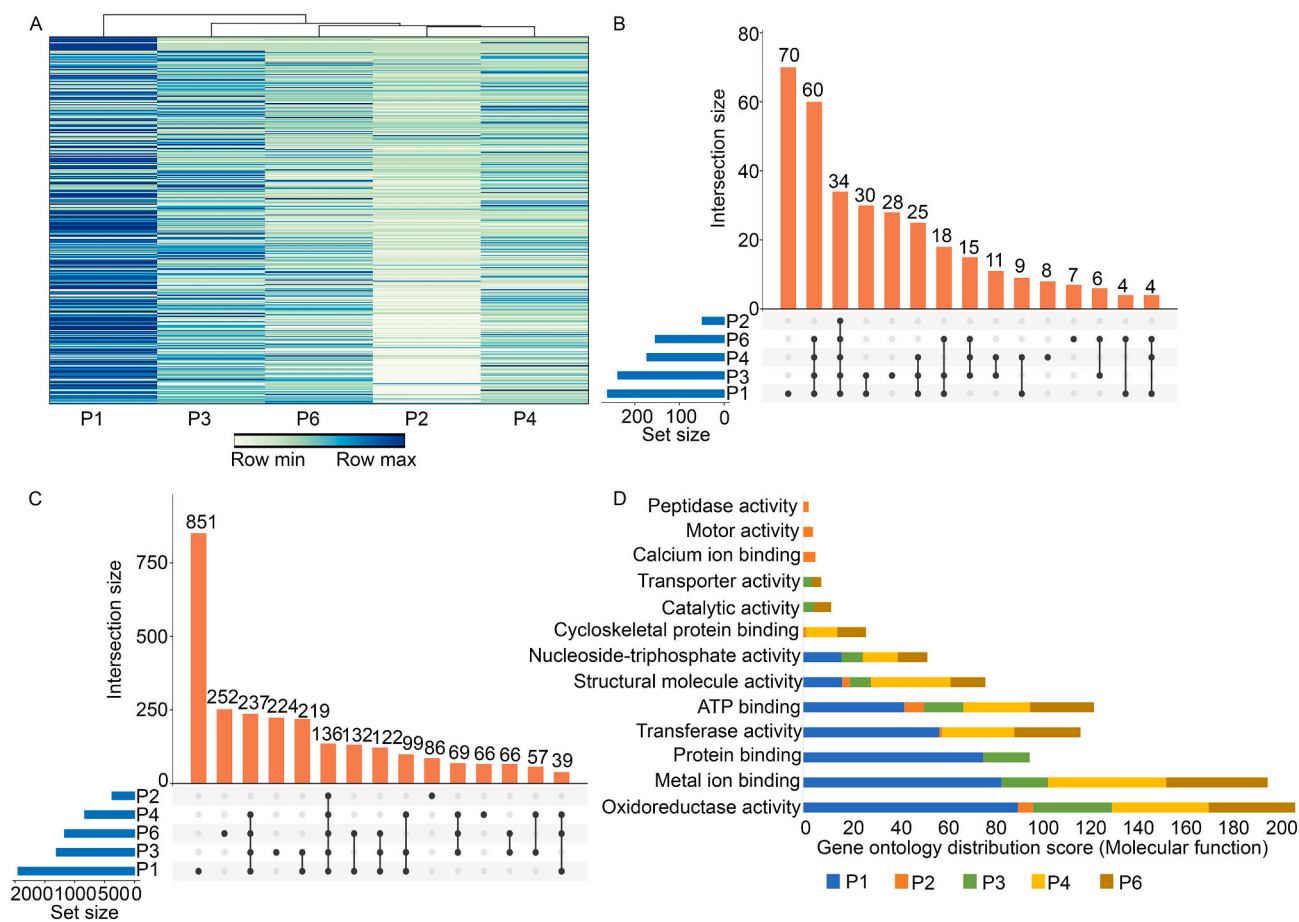 A
P1 P3 P6 P2 P4
Row min Row max
B
Intersection size
80
60
40
20
0
70
60
34
30
28
25
18
15
11
9
8
7
6
4
4
P2
P6
P4
P3
P1
200 100 0
Set size
C
Intersection size
750
500
250
0
851
252
237
224
219
136
132
122
99
86
69
66
66
57
39
P2
P4
P6
P3
P1
2000 1000 500 0
Set size
D
Peptidase activity
Motor activity
Calcium ion binding
Transporter activity
Catalytic activity
Cycloskeletal protein binding
Nucleoside-triphosphate activity
Structural molecule activity
ATP binding
Transferase activity
Protein binding
Metal ion binding
Oxidoreductase activity
0 20 40 60 80 100 120 140 160 180 200
Gene ontology distribution score (Molecular function)
P1 P2 P3 P4 P6